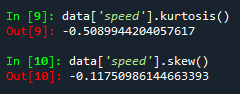 In [9]: data['speed'].kurtosis()
Out[9]: -0.5089944204057617
In [10]: data['speed'].skew()
Out[10]: -0.11750986144663393